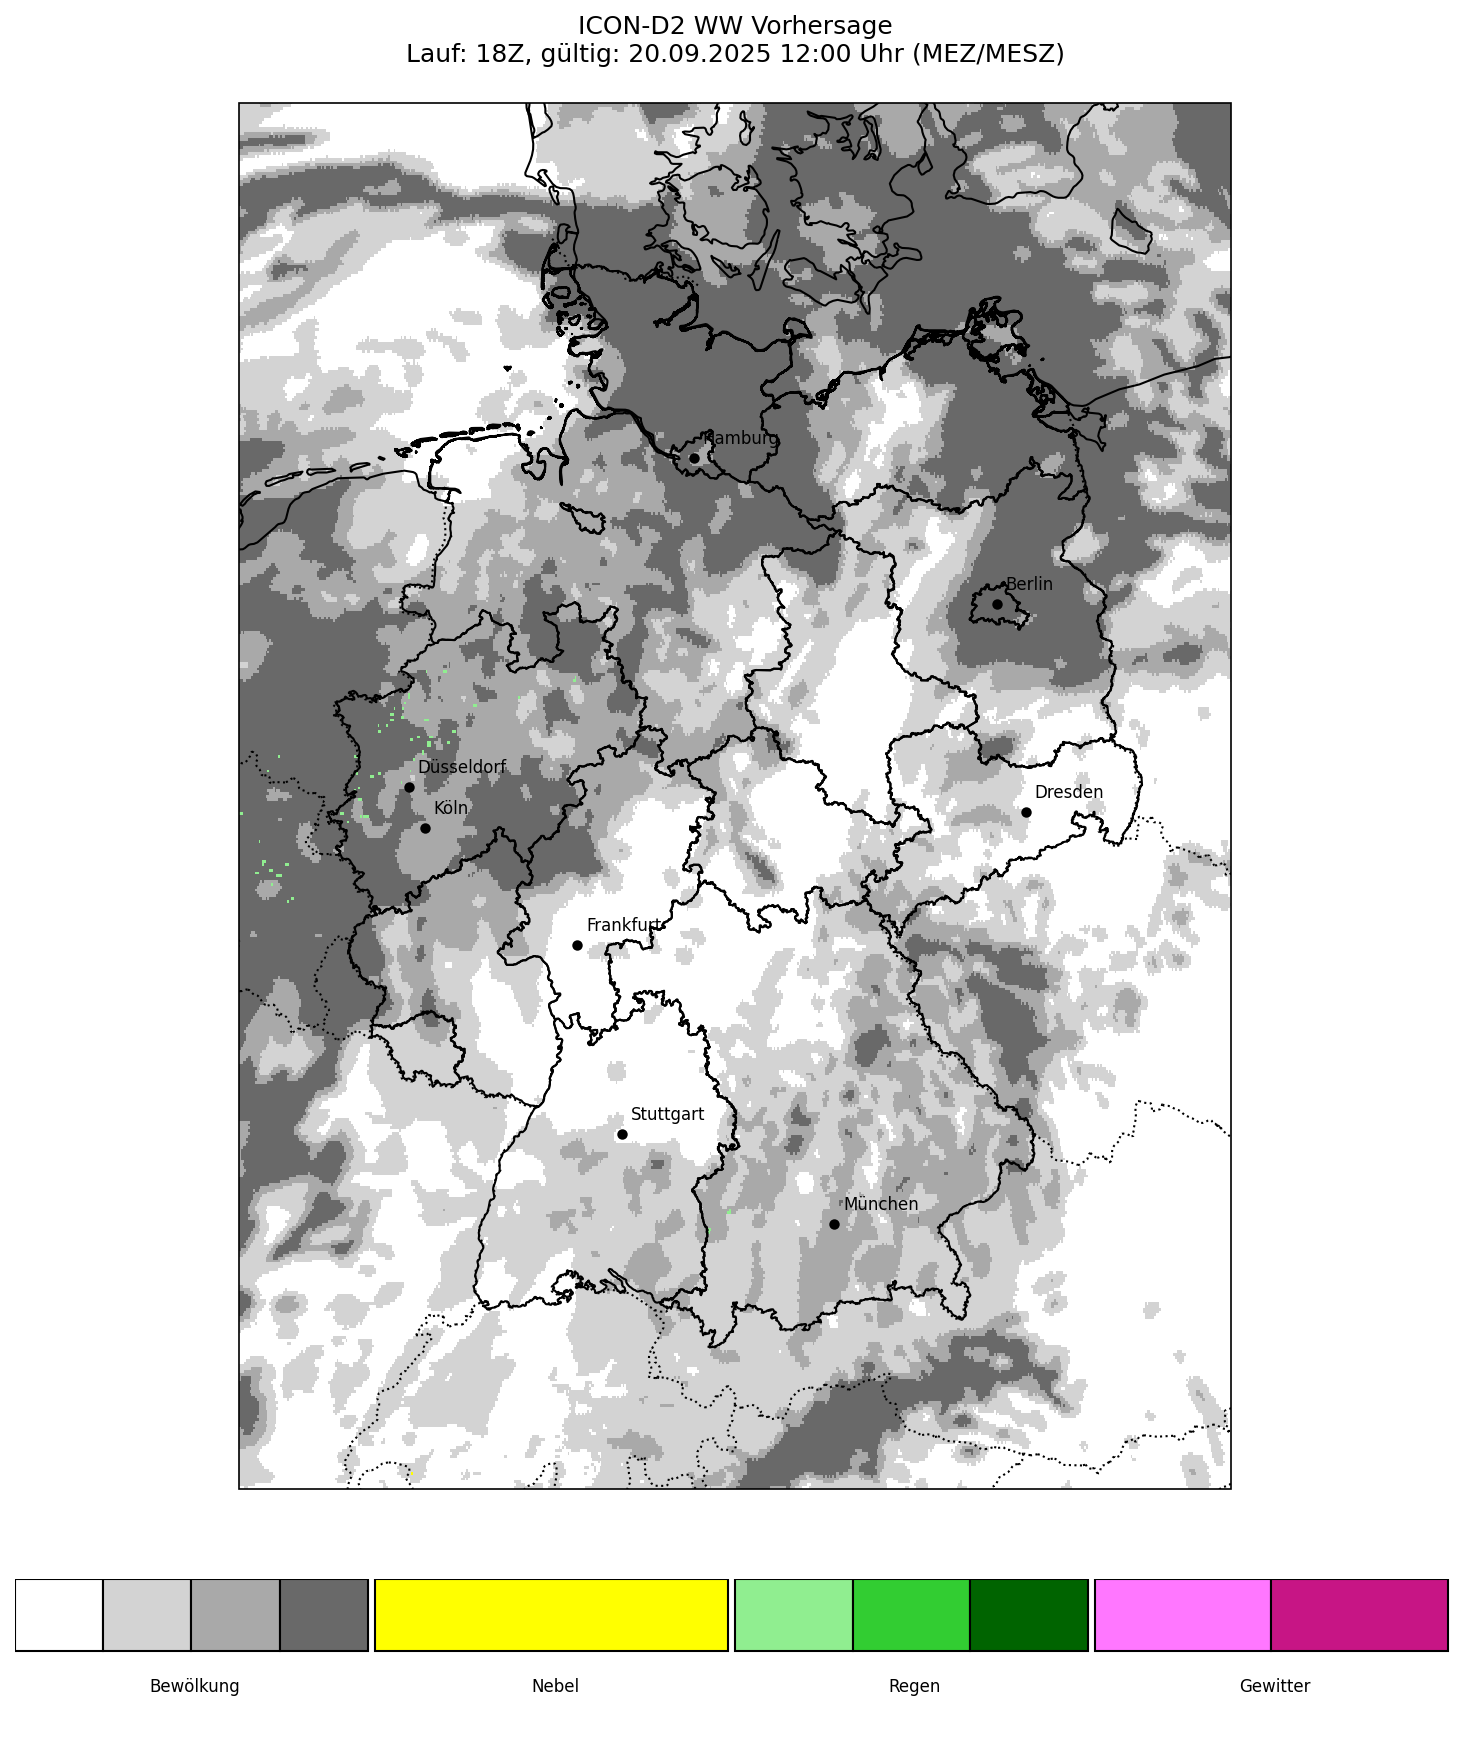 ICON-D2 WW Vorhersage
Lauf: 18Z, gültig: 20.09.2025 12:00 Uhr (MEZ/MESZ)
Hamburg
Berlin
Düsseldorf
Köln
Dresden
Frankfurt
Stuttgart
München
Bewölkung
Nebel
Regen
Gewitter